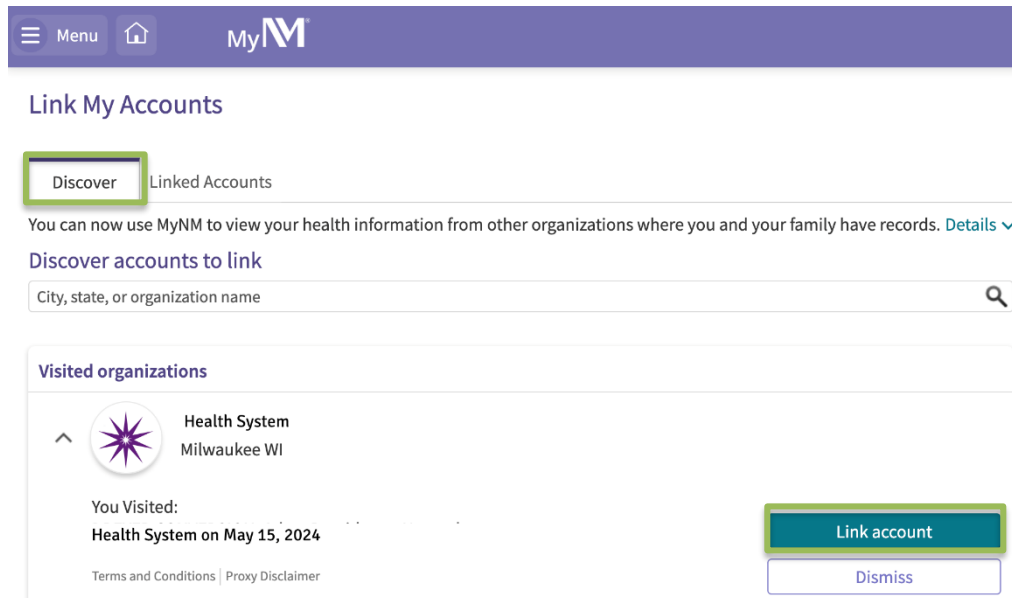 Menu
MyNM
Link My Accounts
Discover
Linked Accounts
You can now use MyNM to view your health information from other organizations where you and your family have records. Details
Discover accounts to link
City, state, or organization name
Visited organizations
Health System
Milwaukee WI
You Visited:
Health System on May 15, 2024
Link account
Terms and Conditions | Proxy Disclaimer
Dismiss